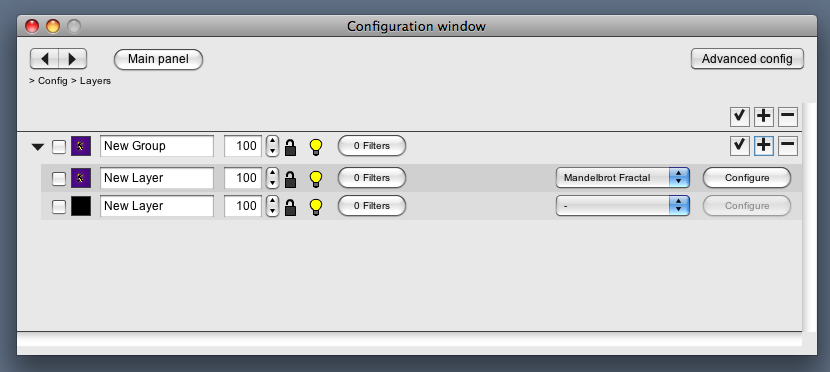 Configuration window
Main panel
Advanced config
> Config > Layers
New Group 100 0 Filters
New Layer 100 0 Filters Mandelbrot Fractal Configure
New Layer 100 0 Filters - Configure